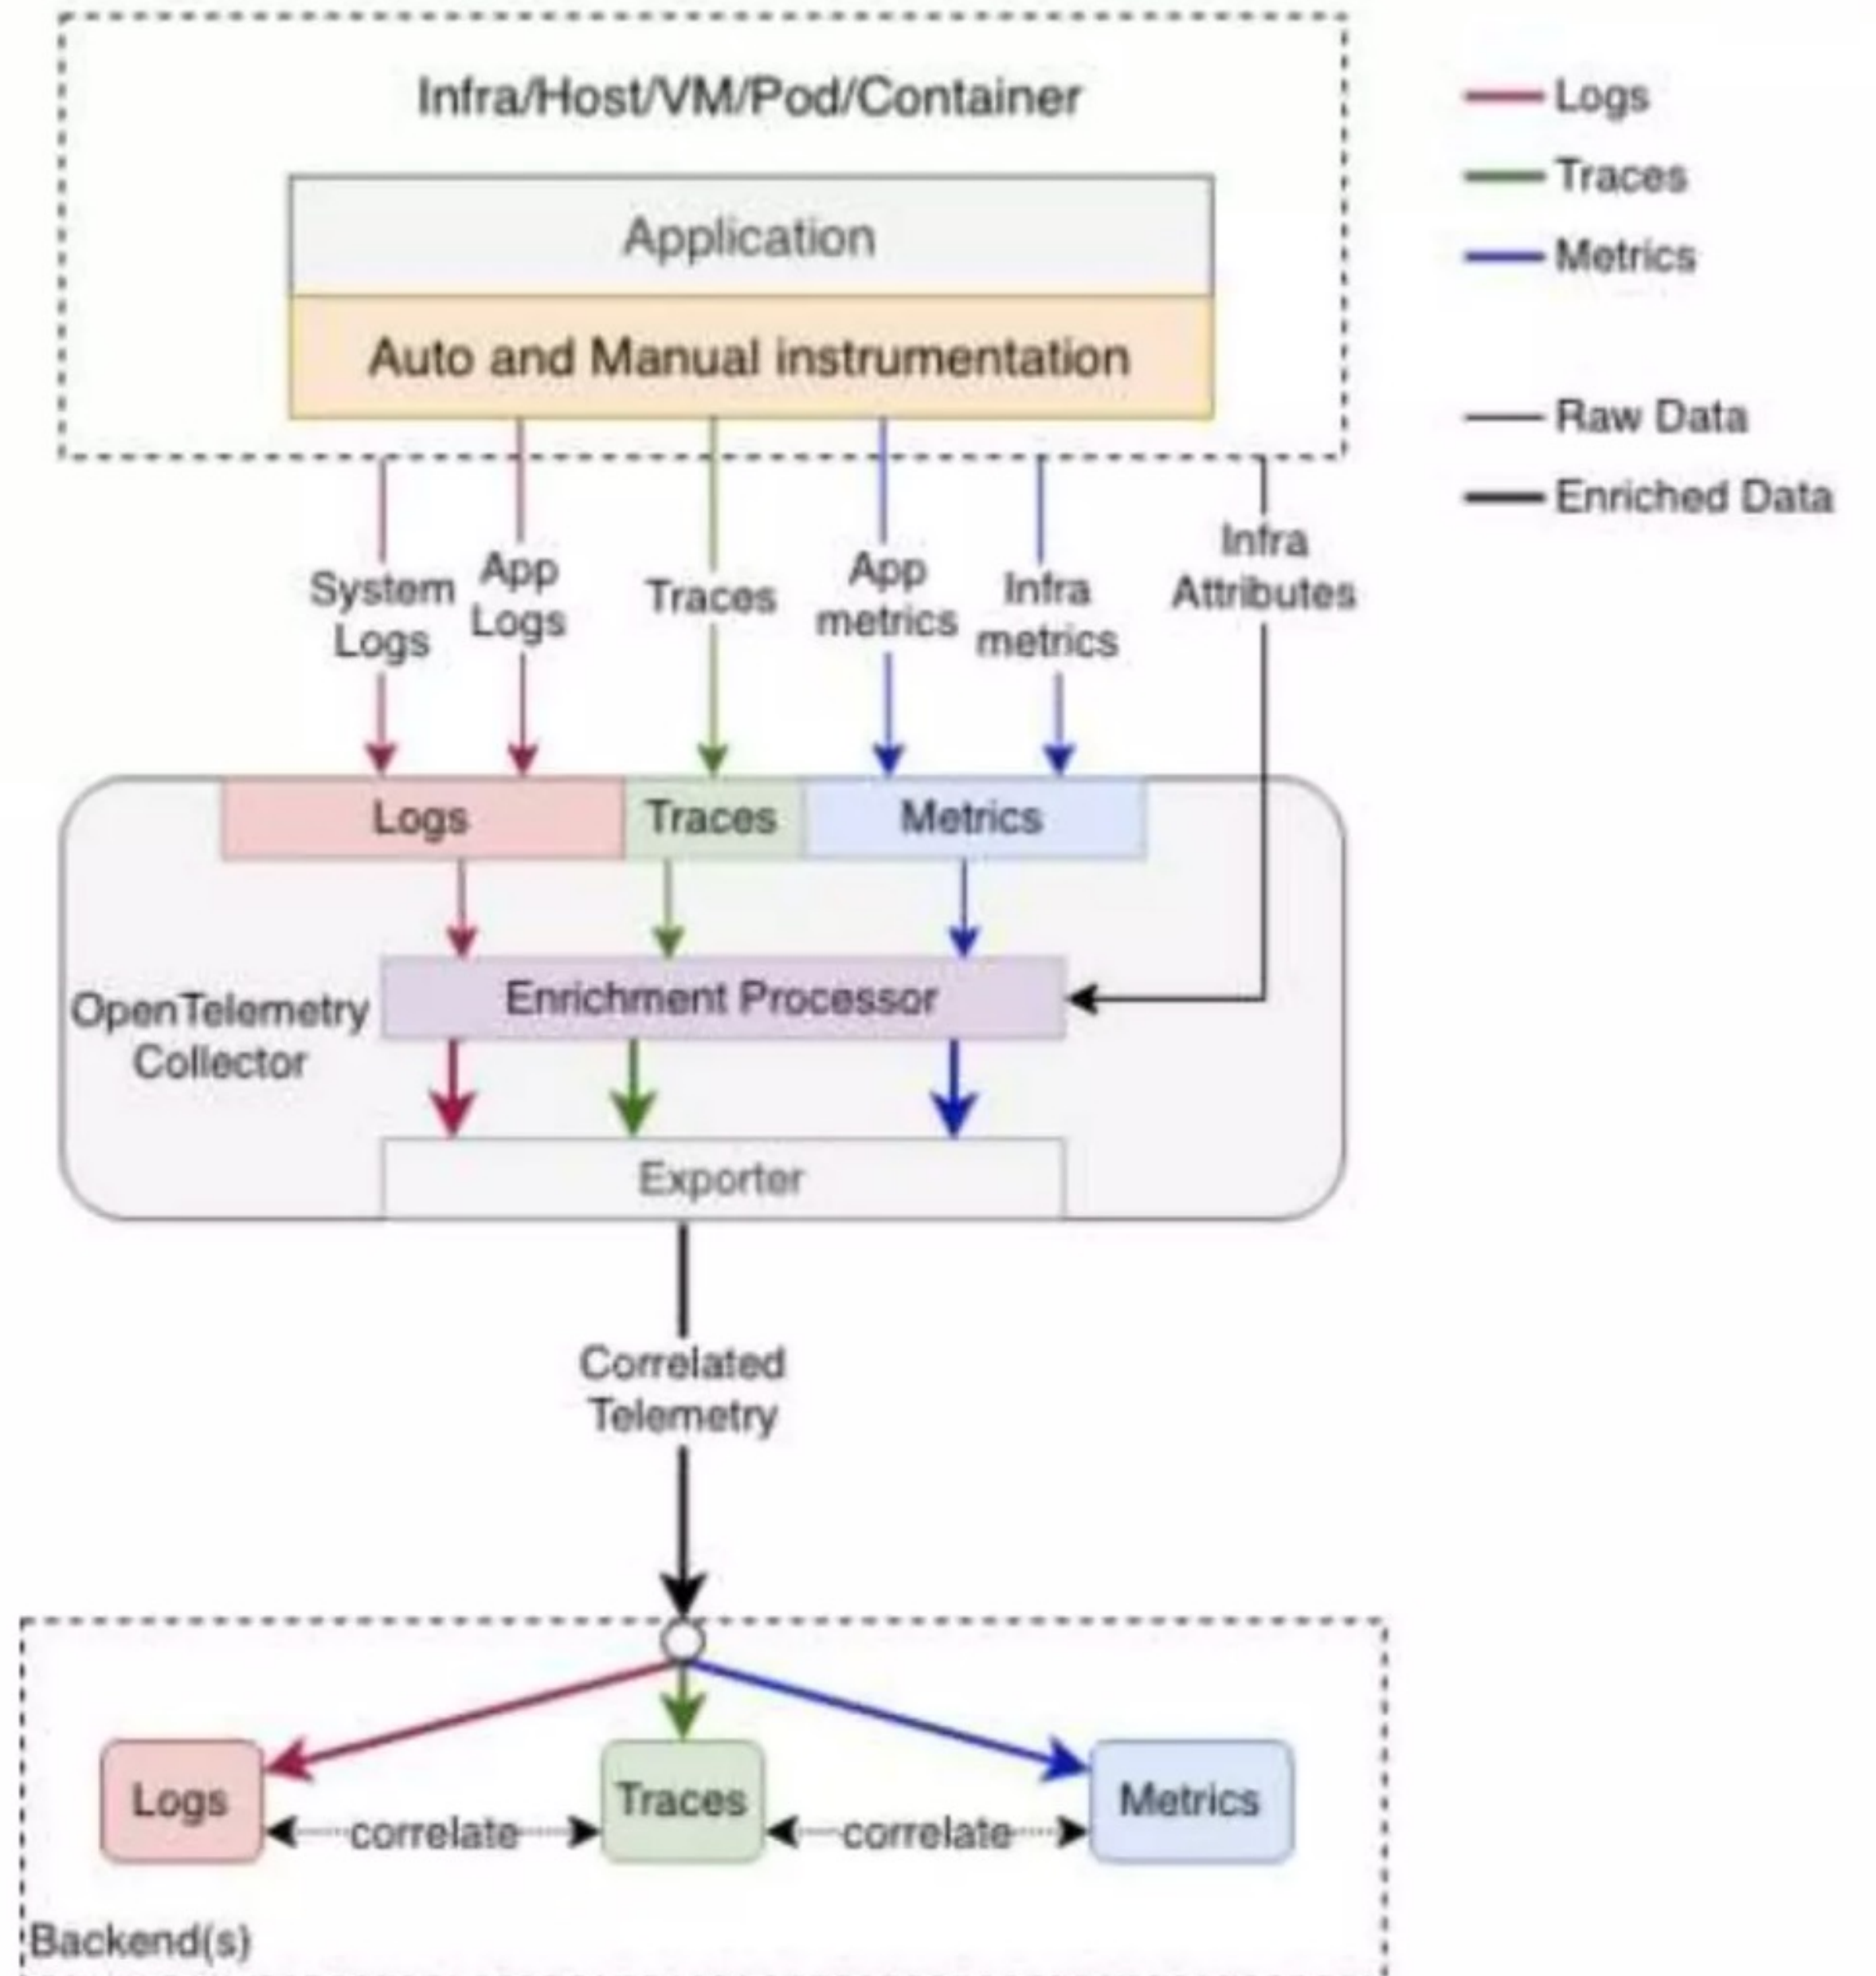 Infra/Host/VM/Pod/Container
Application
Auto and Manual instrumentation
Logs
Traces
Metrics
Raw Data
Enriched Data
System
Logs
App
Logs
Traces
App
metrics
Infra
metrics
Infra
Attributes
Logs
Traces
Metrics
OpenTelemetry
Collector
Enrichment Processor
Exporter
Correlated
Telemetry
Logs
correlate
Traces
correlate
Metrics
Backend(s)